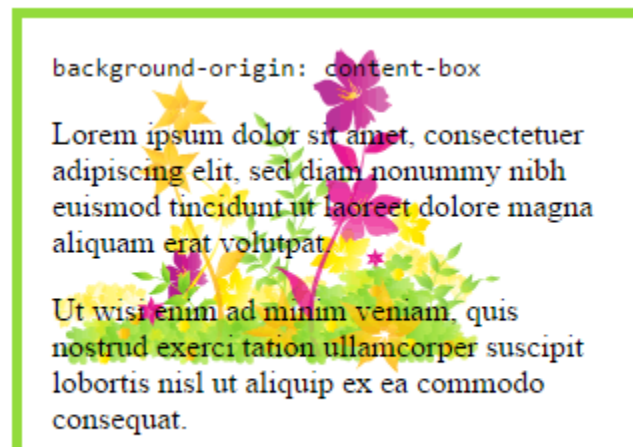 background-origin: content-box
Lorem ipsum dolor sit amet, consectetuer
adipiscing elit, sed diam nonummy nibh
euismod tincidunt ut laoreet dolore magna
aliquam erat volutpat.
Ut wisi enim ad minim veniam, quis
nostrud exerci tation ullamcorper suscipit
lobortis nisl ut aliquip ex ea commodo
consequat.